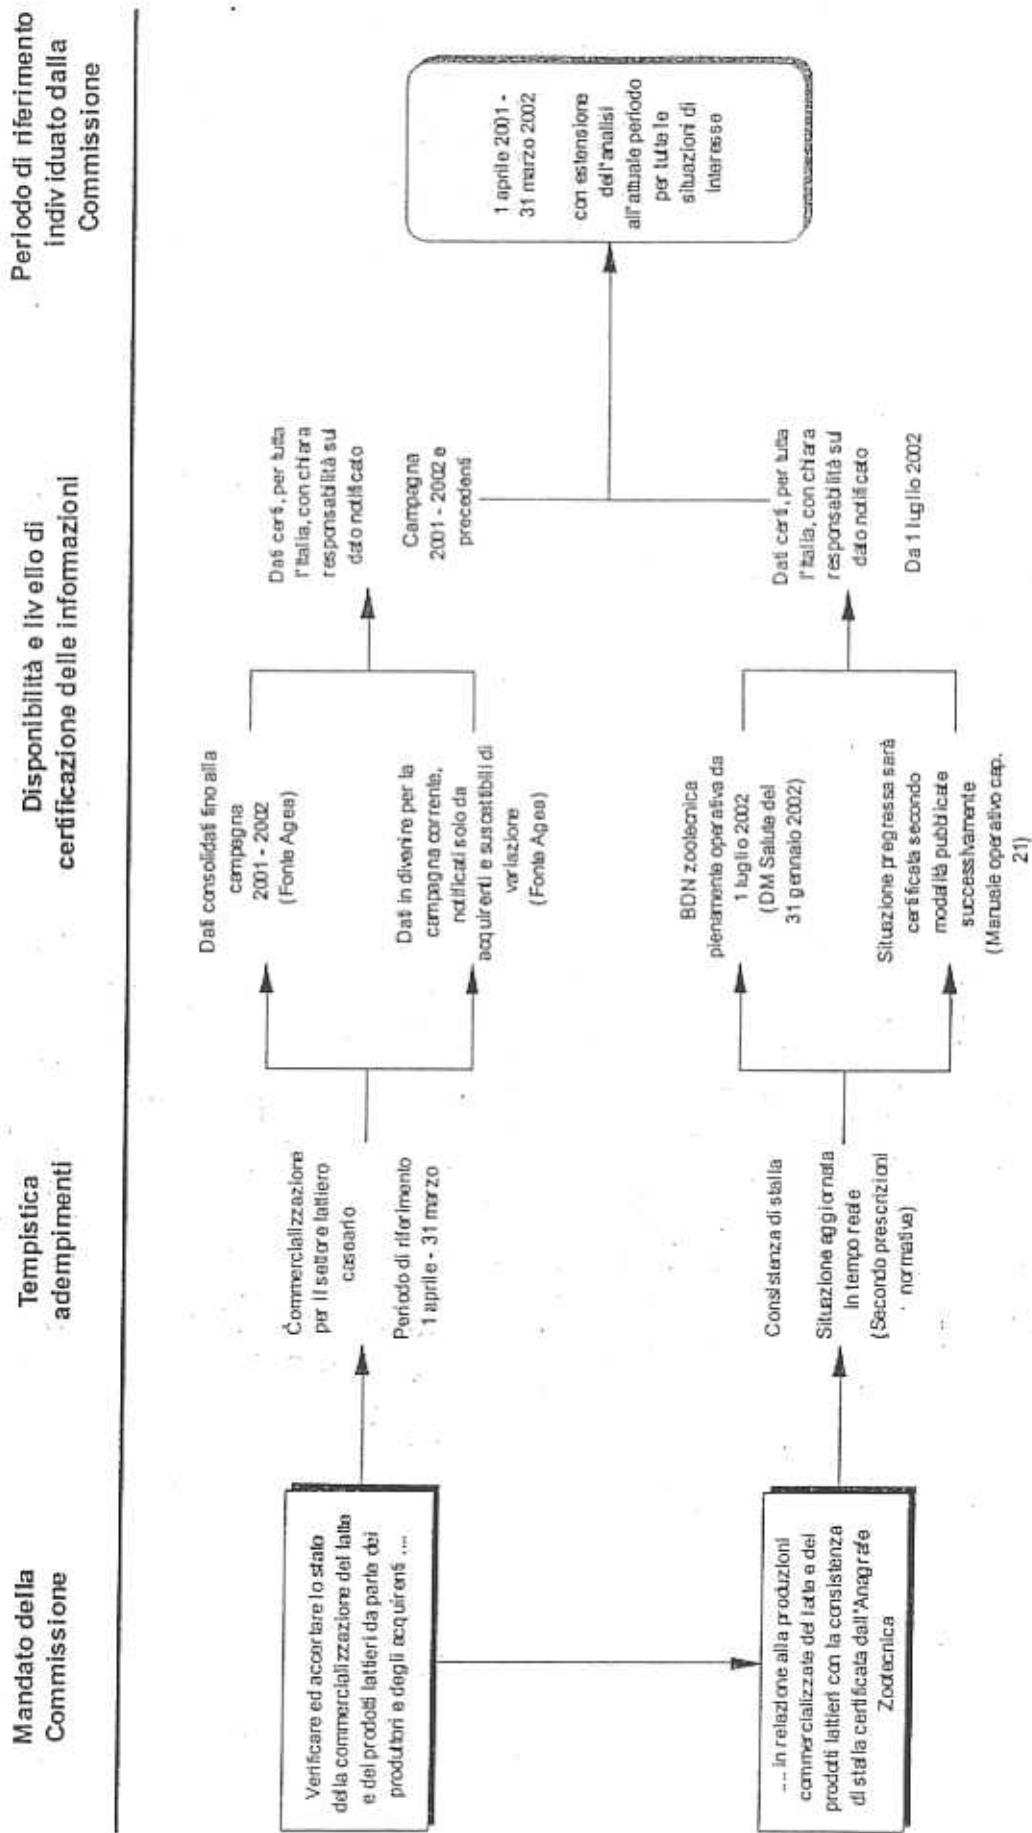 Mandato della
Commissione
Tempistica
adempimenti
Disponibilità e livello di
certificazione delle informazioni
Periodo di riferimento
individuato dalla
Commissione
Verificare ed accertare lo stato
della commercializzazione del latte
e dei prodotti lattieri da parte dei
produttori e degli acquirenti ....
Commercializzazione
per il settore lattiero
caseario
Periodo di riferimento
1 aprile - 31 marzo
Dati consolidati fino alla
campagna
2001 - 2002
(Fonte Agea)
Dati in divenire per la
campagna corrente,
notificati solo da
acquirenti e suscettibili di
variazione
(Fonte Agea)
Dati certi, per tutta
l'Italia, con chiara
responsabilità sul
dato notificato
Campagna
2001 - 2002 e
precedenti
1 aprile 2001 -
31 marzo 2002
con estensione
dell'analisi
all'attuale periodo
per tutte le
situazioni di
interesse
.... in relazione alla produzioni
commercializzate del latte e dei
prodotti lattieri con la consistenza
di stalla certificata dall'Anagrafe
Zootecnica
Consistenza di stalla
Situazione aggiornata
in tempo reale
(Secondo prescrizioni
normative)
BDN zootecnica
pienamente operativa da
1 luglio 2002
(DM Salute del
31 gennaio 2002)
Situazione pregressa sarà
certificata secondo
modalità pubblicate
successivamente
(Manuale operativo cap.
21)
Dati certi, per tutta
l'Italia, con chiara
responsabilità sul
dato notificato
Da 1 luglio 2002